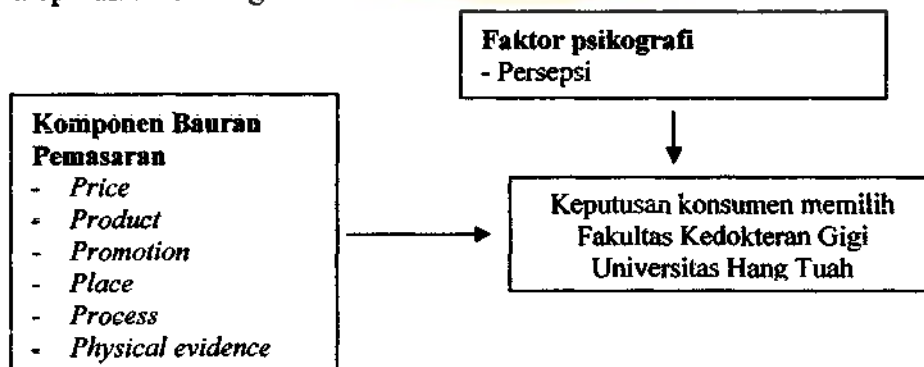 Faktor psikografi
- Persepsi
Komponen Bauran
Pemasaran
- Price
- Product
- Promotion
- Place
- Process
- Physical evidence
Keputusan konsumen memilih
Fakultas Kedokteran Gigi
Universitas Hang Tuah